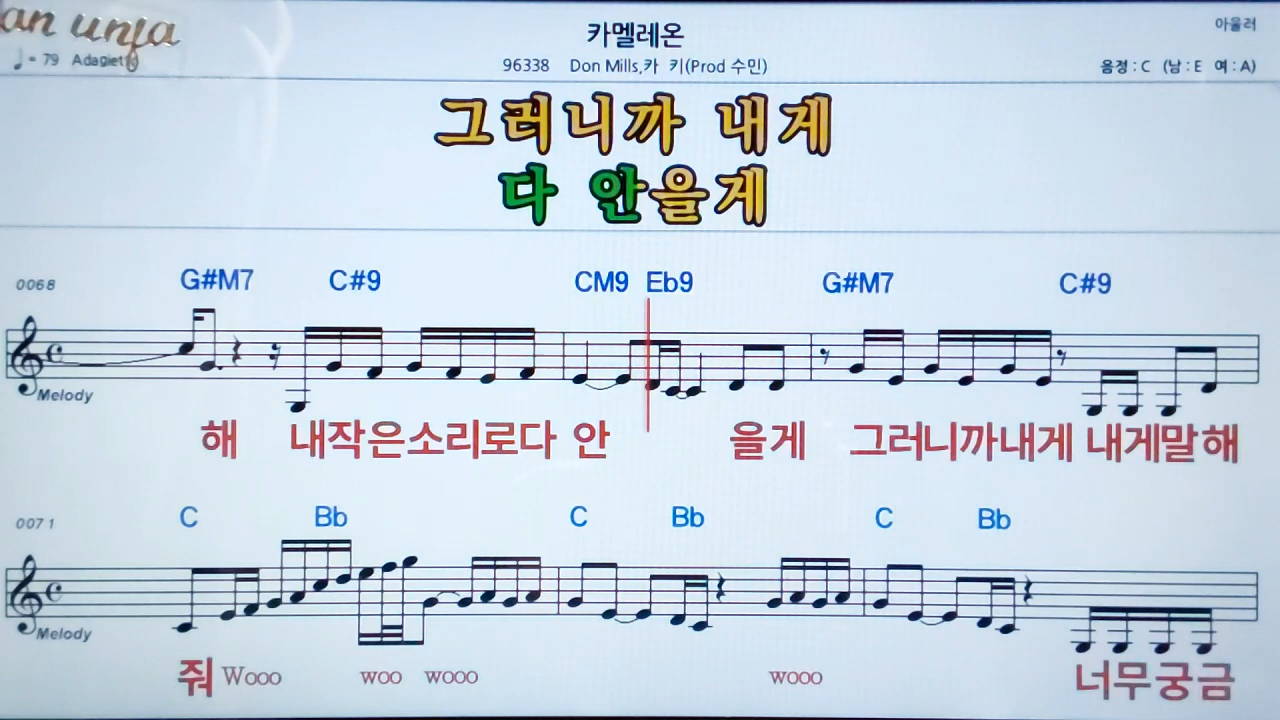 an unja
카멜레온
아울러
♩= 79 Adagietto
96338 Don Mills,카 키(Prod 수민)
음정 : C (남 : E 여 : A)
그러니까 내게
다 안을게
0068
G#M7 C#9 CM9 Eb9 G#M7 C#9
Melody
해 내작은소리로다 안 을게 그러니까내게 내게말해
0071
C Bb C Bb C Bb
Melody
줘 Wooo woo wooo wooo 너무궁금